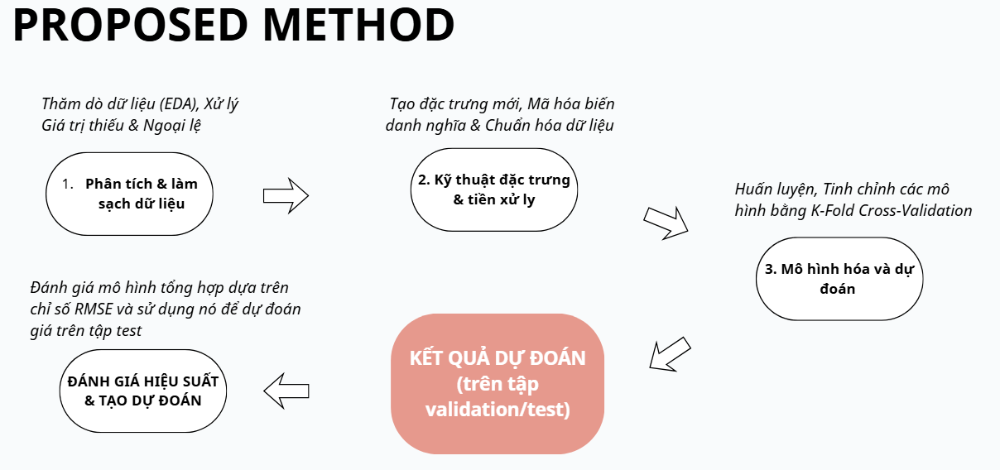 PROPOSED METHOD
Thăm dò dữ liệu (EDA), Xử lý
Giá trị thiếu & Ngoại lệ
1. Phân tích & làm
sạch dữ liệu
Tạo đặc trưng mới, Mã hóa biến
danh nghĩa & Chuẩn hóa dữ liệu
2. Kỹ thuật đặc trưng
& tiền xử ly
Huấn luyện, Tinh chỉnh các mô
hình bằng K-Fold Cross-Validation
3. Mô hình hóa và dự
đoán
KẾT QUẢ DỰ ĐOÁN
(trên tập
validation/test)
Đánh giá mô hình tổng hợp dựa trên
chỉ số RMSE và sử dụng nó để dự đoán
giá trên tập test
ĐÁNH GIÁ HIỆU SUẤT
& TẠO DỰ ĐOÁN